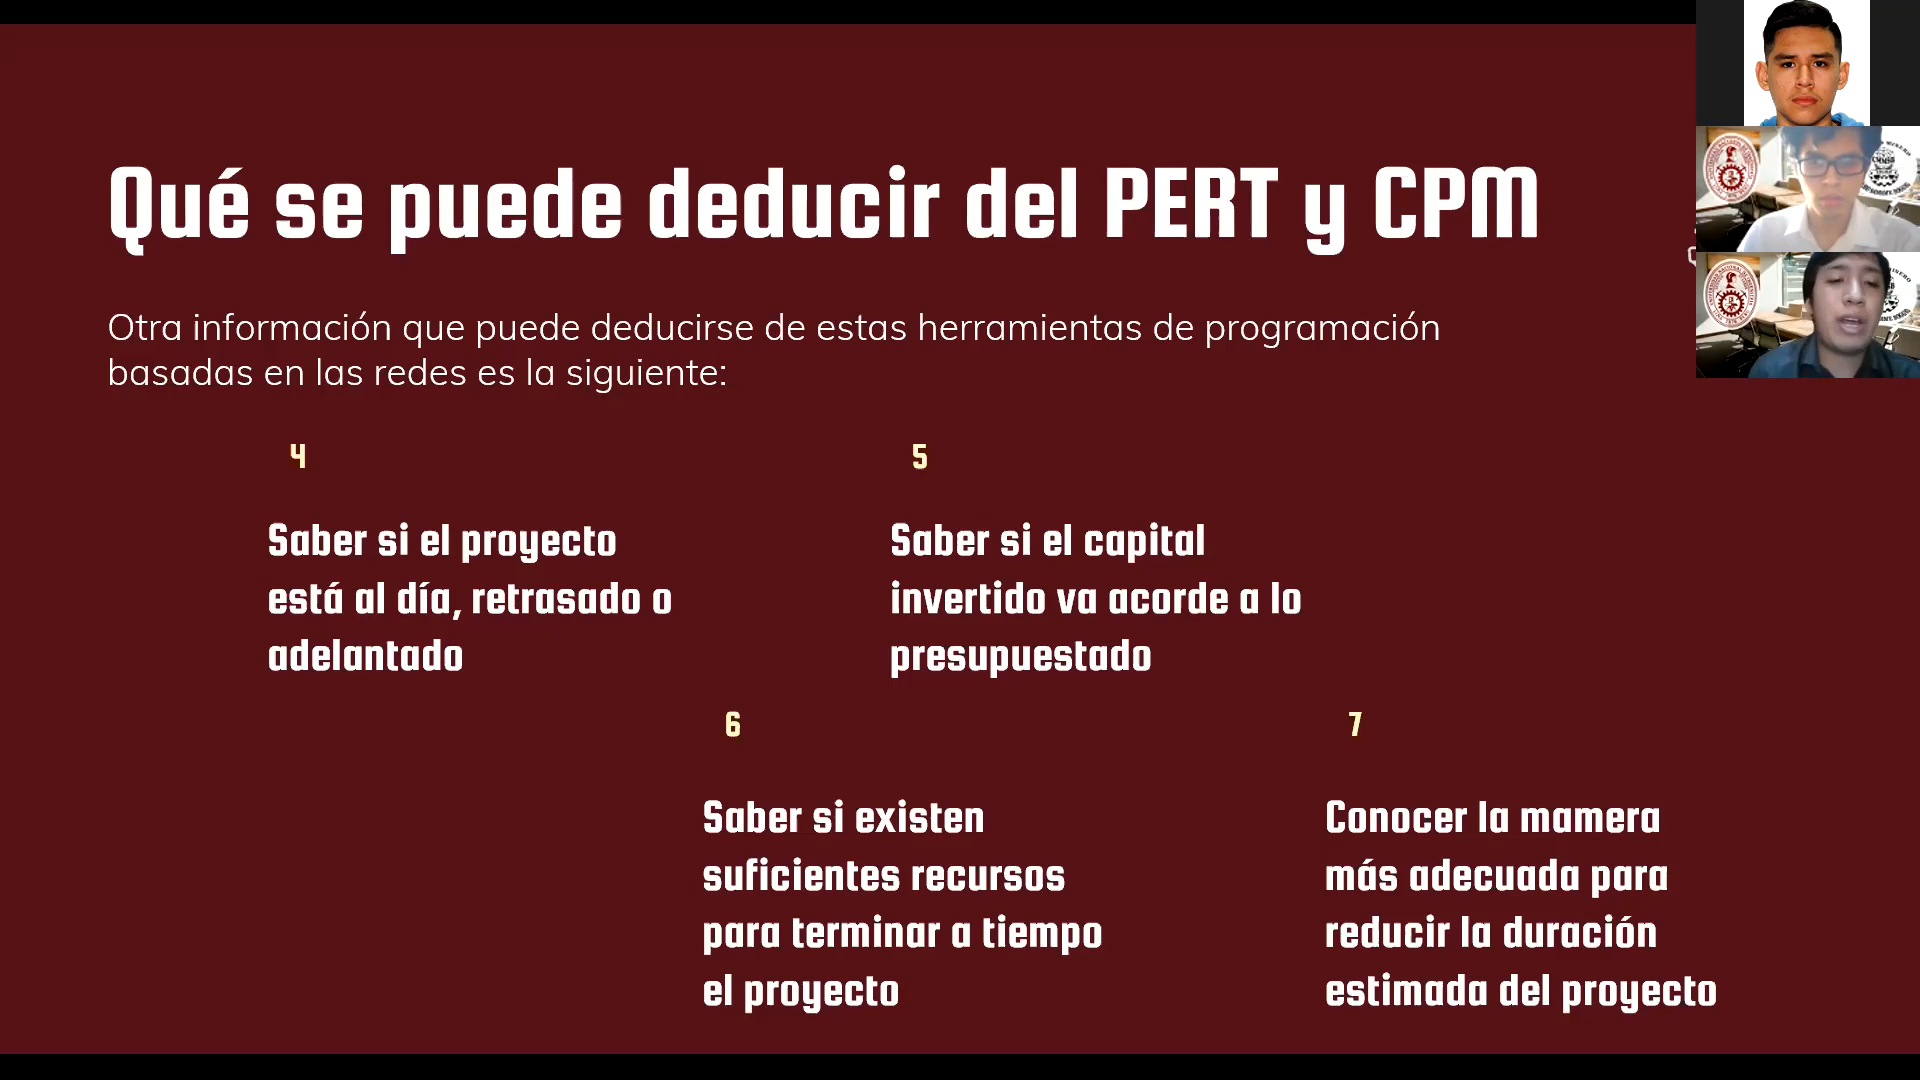 Qué se puede deducir del PERT y CPM
Otra información que puede deducirse de estas herramientas de programación
basadas en las redes es la siguiente:
4
Saber si el proyecto
está al día, retrasado o
adelantado
5
Saber si el capital
invertido va acorde a lo
presupuestado
6
Saber si existen
suficientes recursos
para terminar a tiempo
el proyecto
7
Conocer la mamera
más adecuada para
reducir la duración
estimada del proyecto